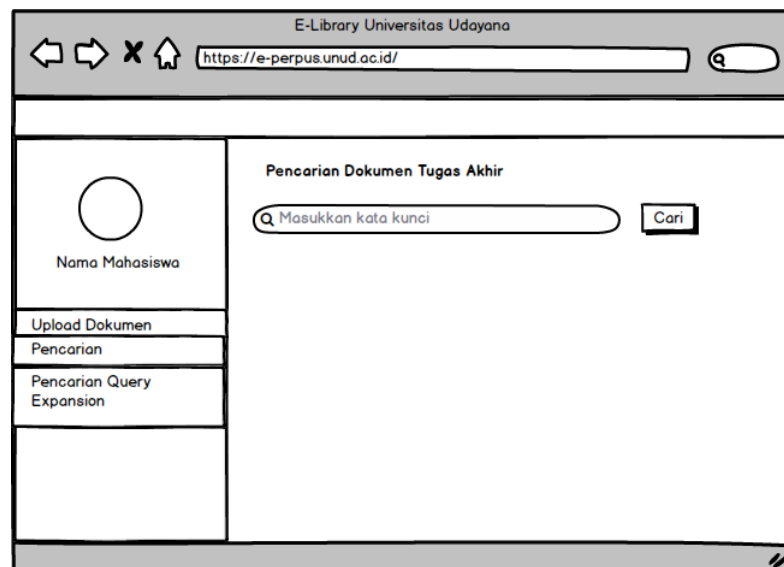 E-Library Universitas Udayana
https://e-perpus.unud.ac.id/
Pencarian Dokumen Tugas Akhir
Masukkan kata kunci
Cari
Nama Mahasiswa
Upload Dokumen
Pencarian
Pencarian Query
Expansion